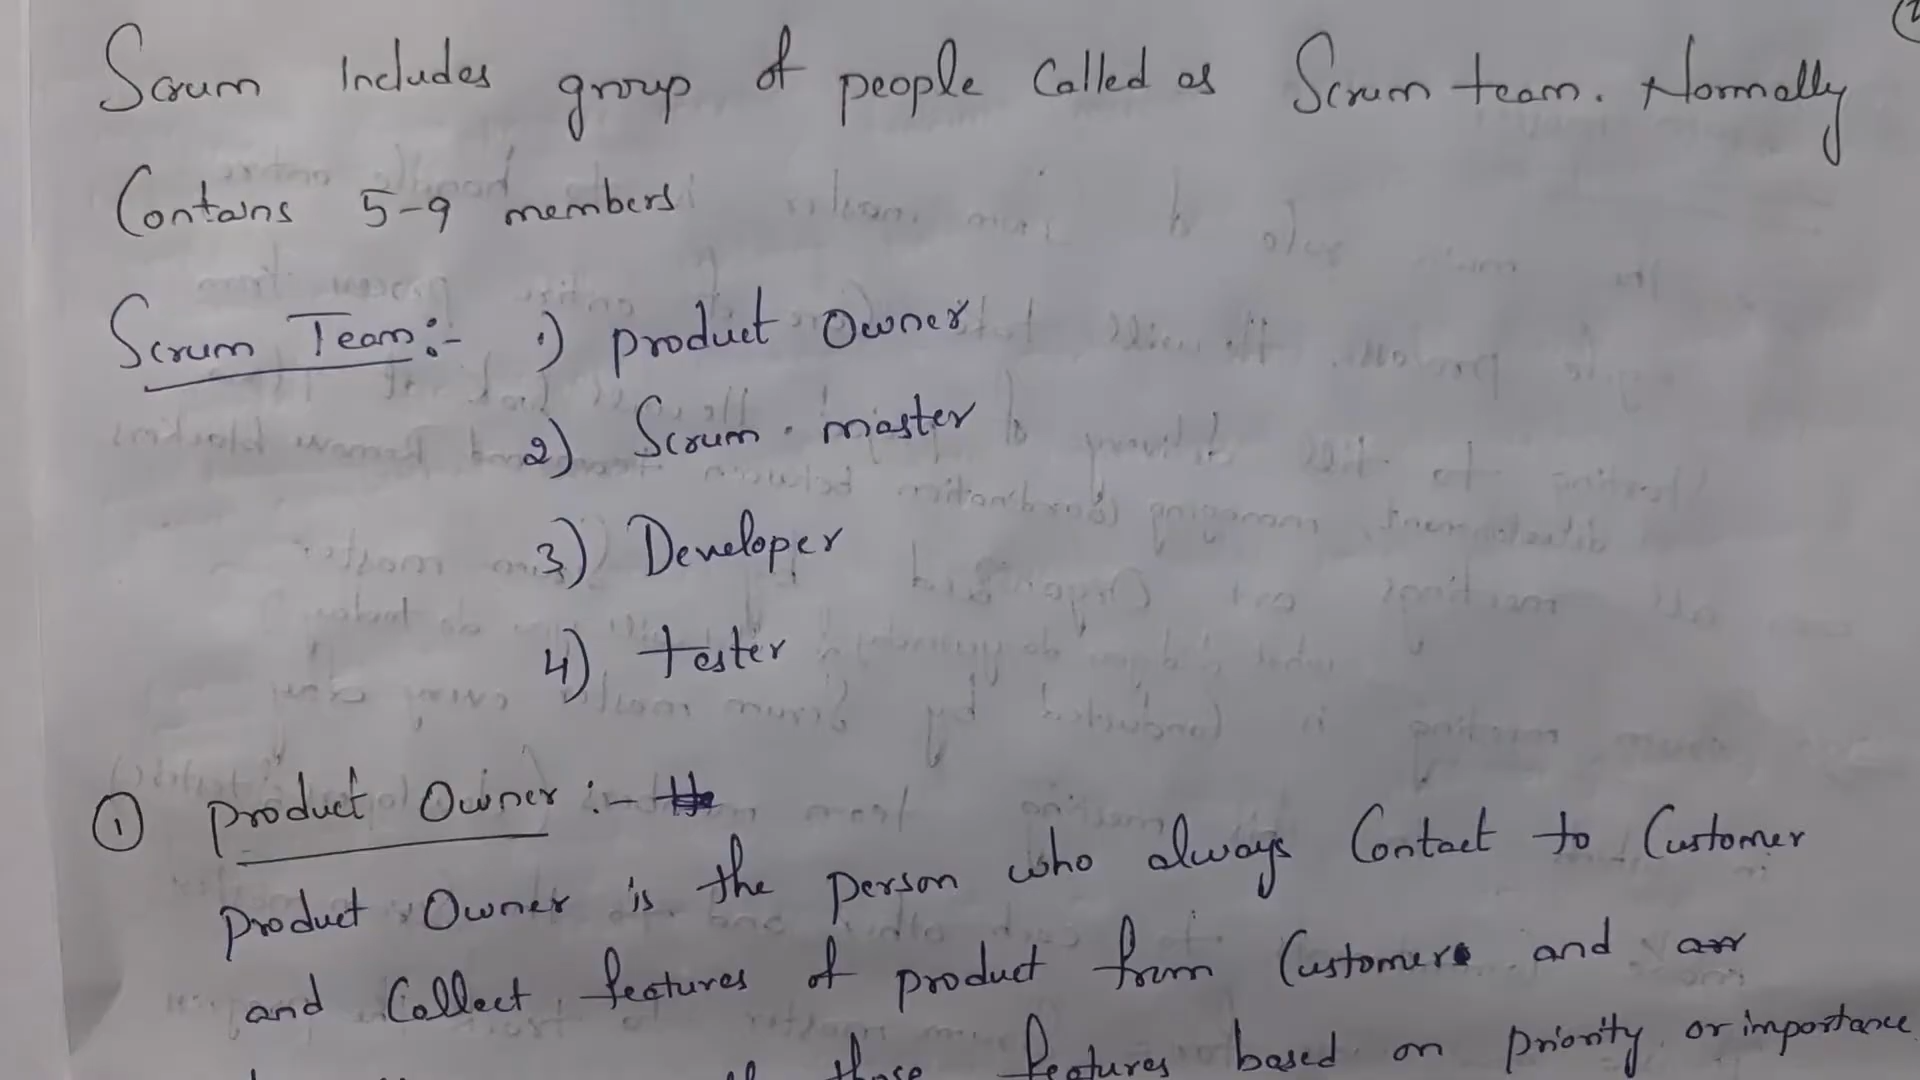 Scrum Includes group of people Called as Scrum team. Normally
Contains 5-9 members
Scrum Team:- 1) product Owner
2) Scrum master
3) Developer
4) tester
① product Owner :-
product Owner is the person who always Contact to Customer
and Collect features of product from Customers and
those features based on priority or importance